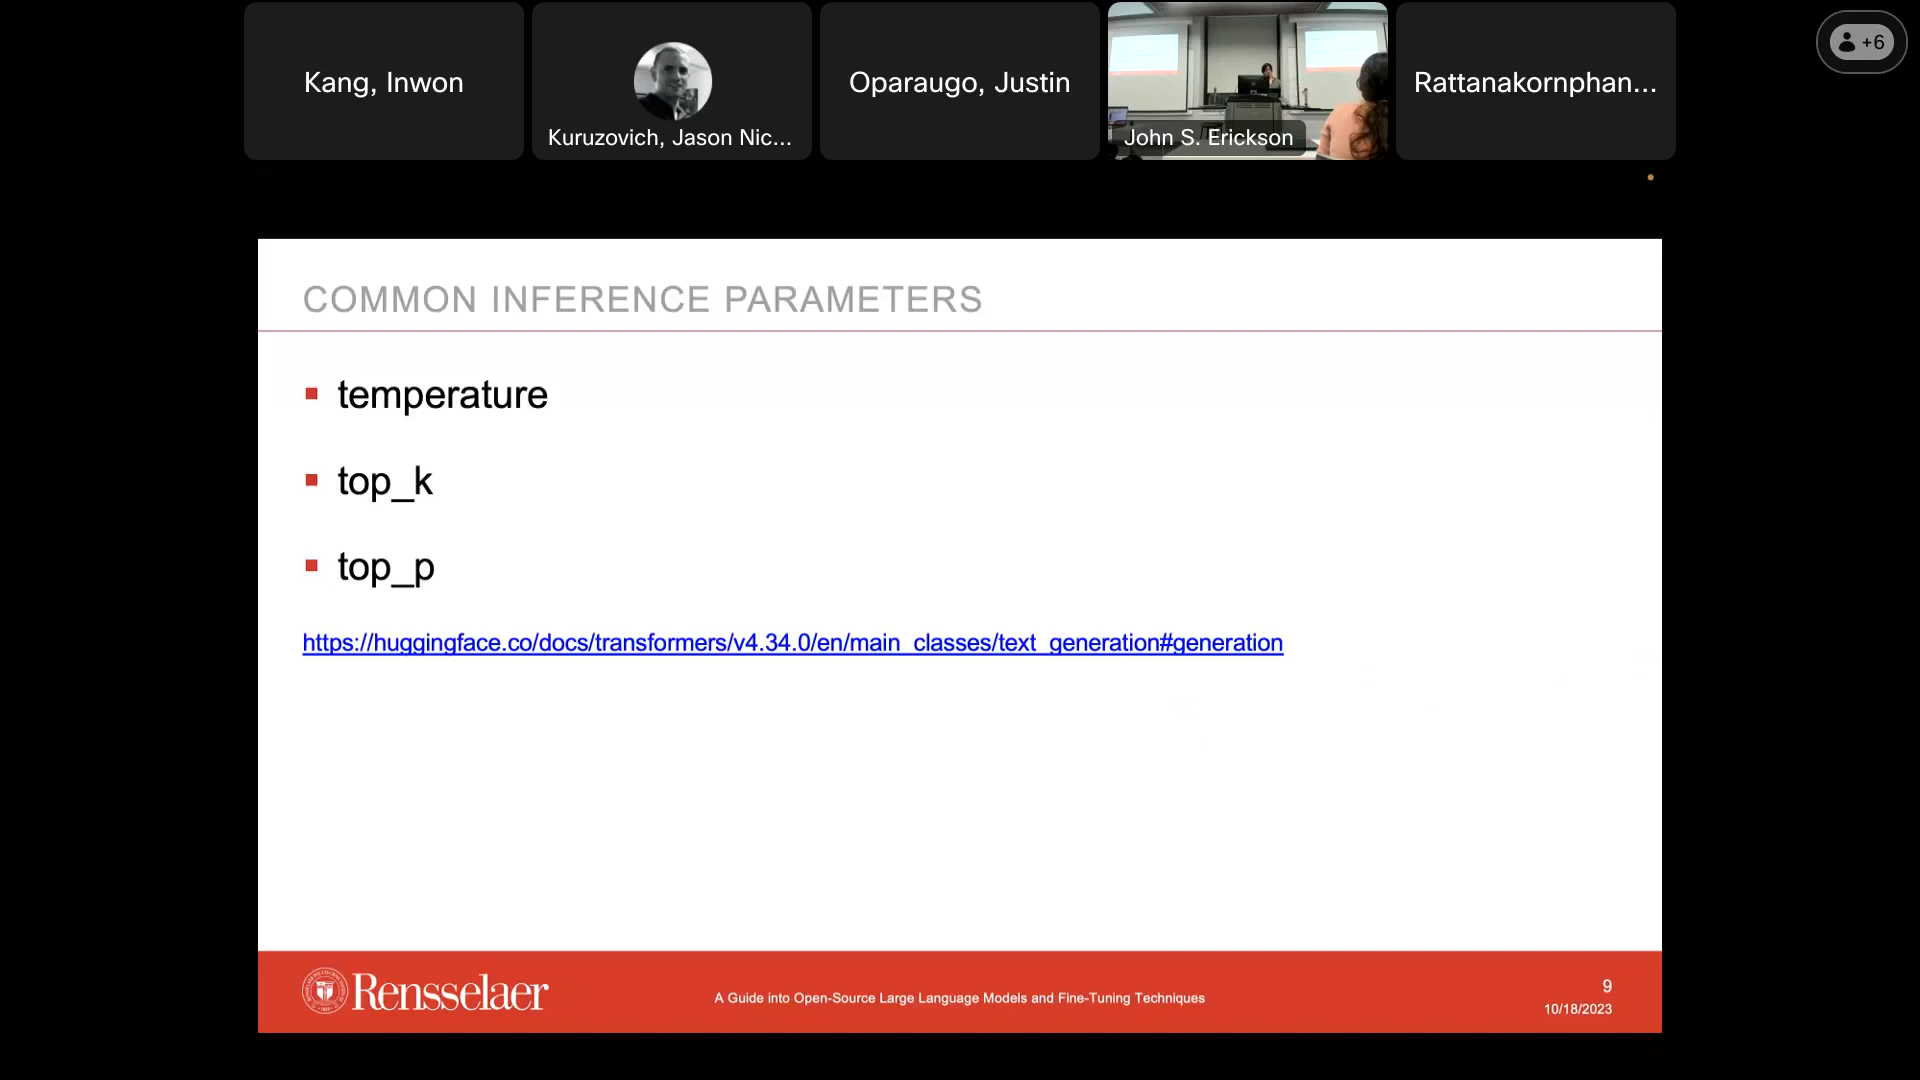 Kang, Inwon
Kuruzovich, Jason Nic...
Oparaugo, Justin
John S. Erickson
Rattanakornphan...
+6
COMMON INFERENCE PARAMETERS
temperature
top_k
top_p
https://huggingface.co/docs/transformers/v4.34.0/en/main_classes/text_generation#generation
Rensselaer
A Guide into Open-Source Large Language Models and Fine-Tuning Techniques
9
10/18/2023